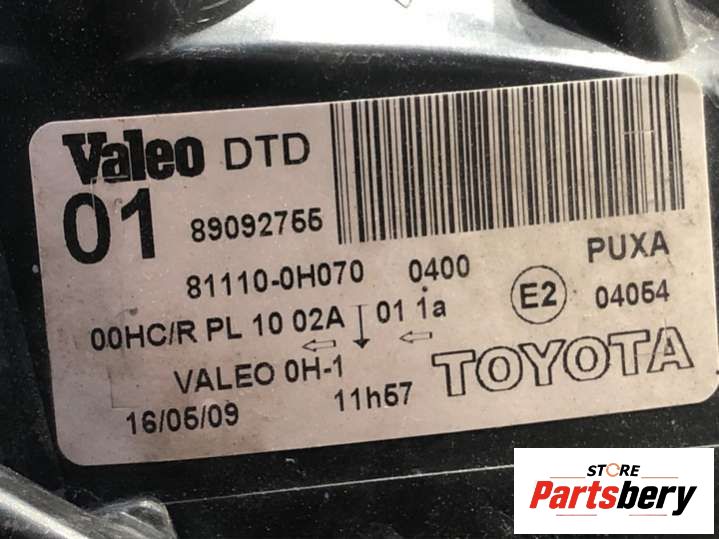 Valeo DTD
01 89092755
81110-0H070 0400 PUXA
00HC/R PL 10 02A 01 1a E2 04054
VALEO 0H-1 TOYOTA
16/05/09 11h57
STORE
Partsbery